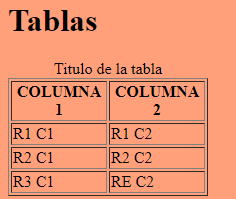 Tablas
Titulo de la tabla
COLUMNA 1 COLUMNA 2
R1 C1 R1 C2
R2 C1 R2 C2
R3 C1 RE C2